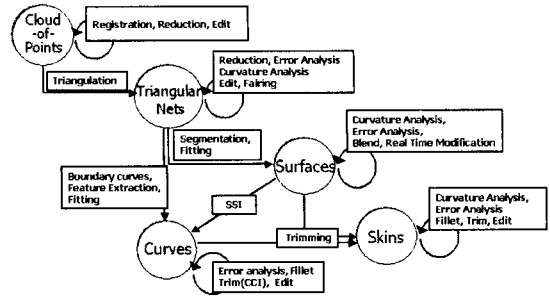 Cloud
-of-
Points
Registration, Reduction, Edit
Triangulation
Triangular
Nets
Reduction, Error Analysis
Curvature Analysis
Edit, Fairing
Segmentation,
Fitting
Surfaces
Curvature Analysis,
Error Analysis,
Blend, Real Time Modification
Boundary curves,
Feature Extraction,
Fitting
SSI
Curves
Trimming
Skins
Curvature Analysis,
Error Analysis
Fillet, Trim, Edit
Error analysis, Fillet
Trim(CCI), Edit